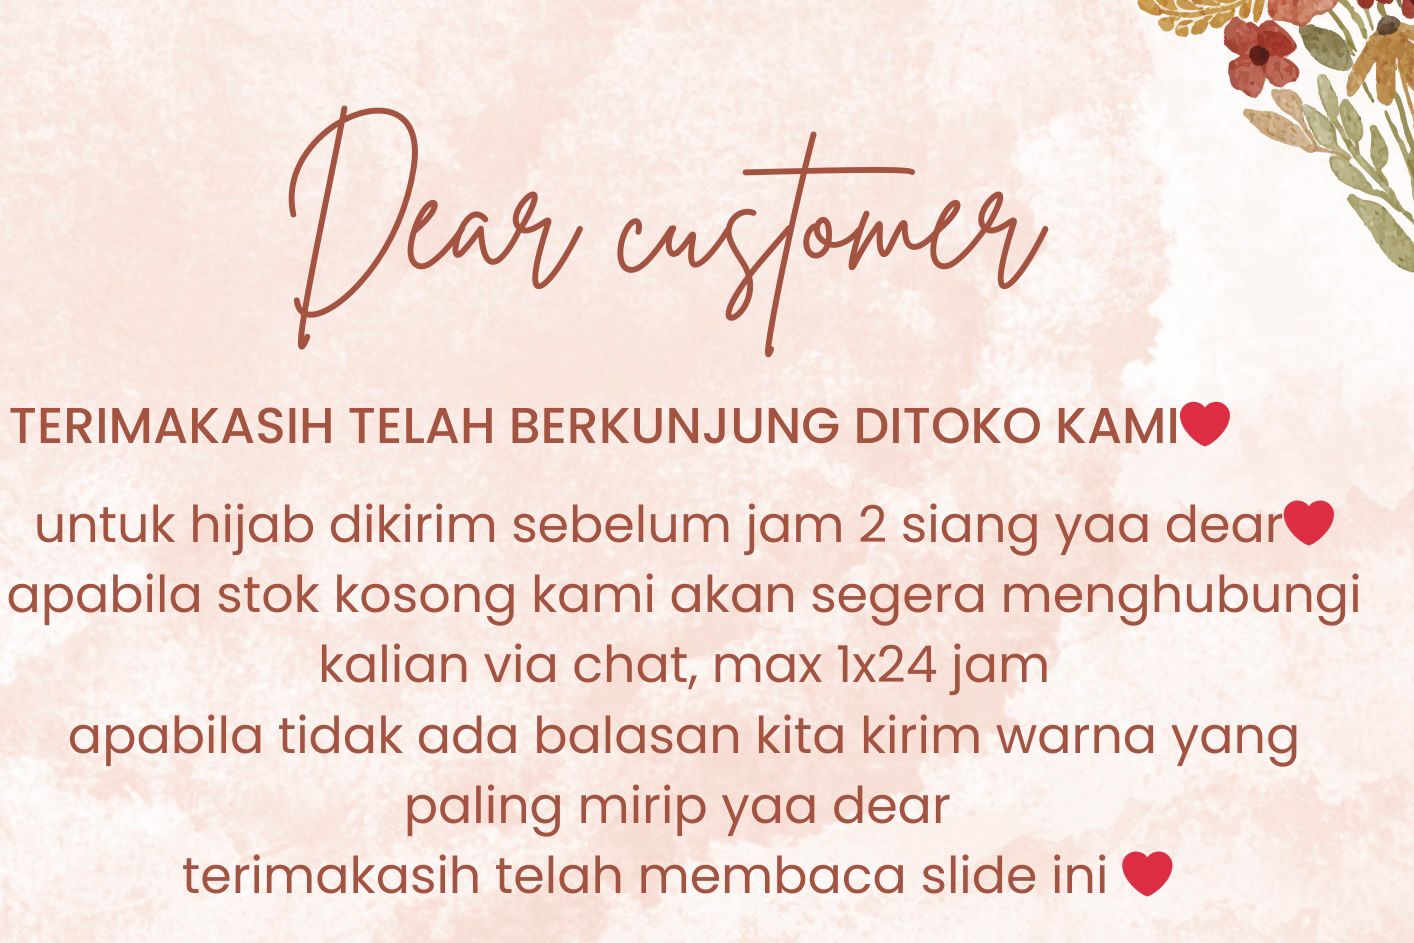 Dear customer
TERIMAKASIH TELAH BERKUNJUNG DITOKO KAMI❤️
untuk hijab dikirim sebelum jam 2 siang yaa dear❤️
apabila stok kosong kami akan segera menghubungi
kalian via chat, max 1x24 jam
apabila tidak ada balasan kita kirim warna yang
paling mirip yaa dear
terimakasih telah membaca slide ini ❤️